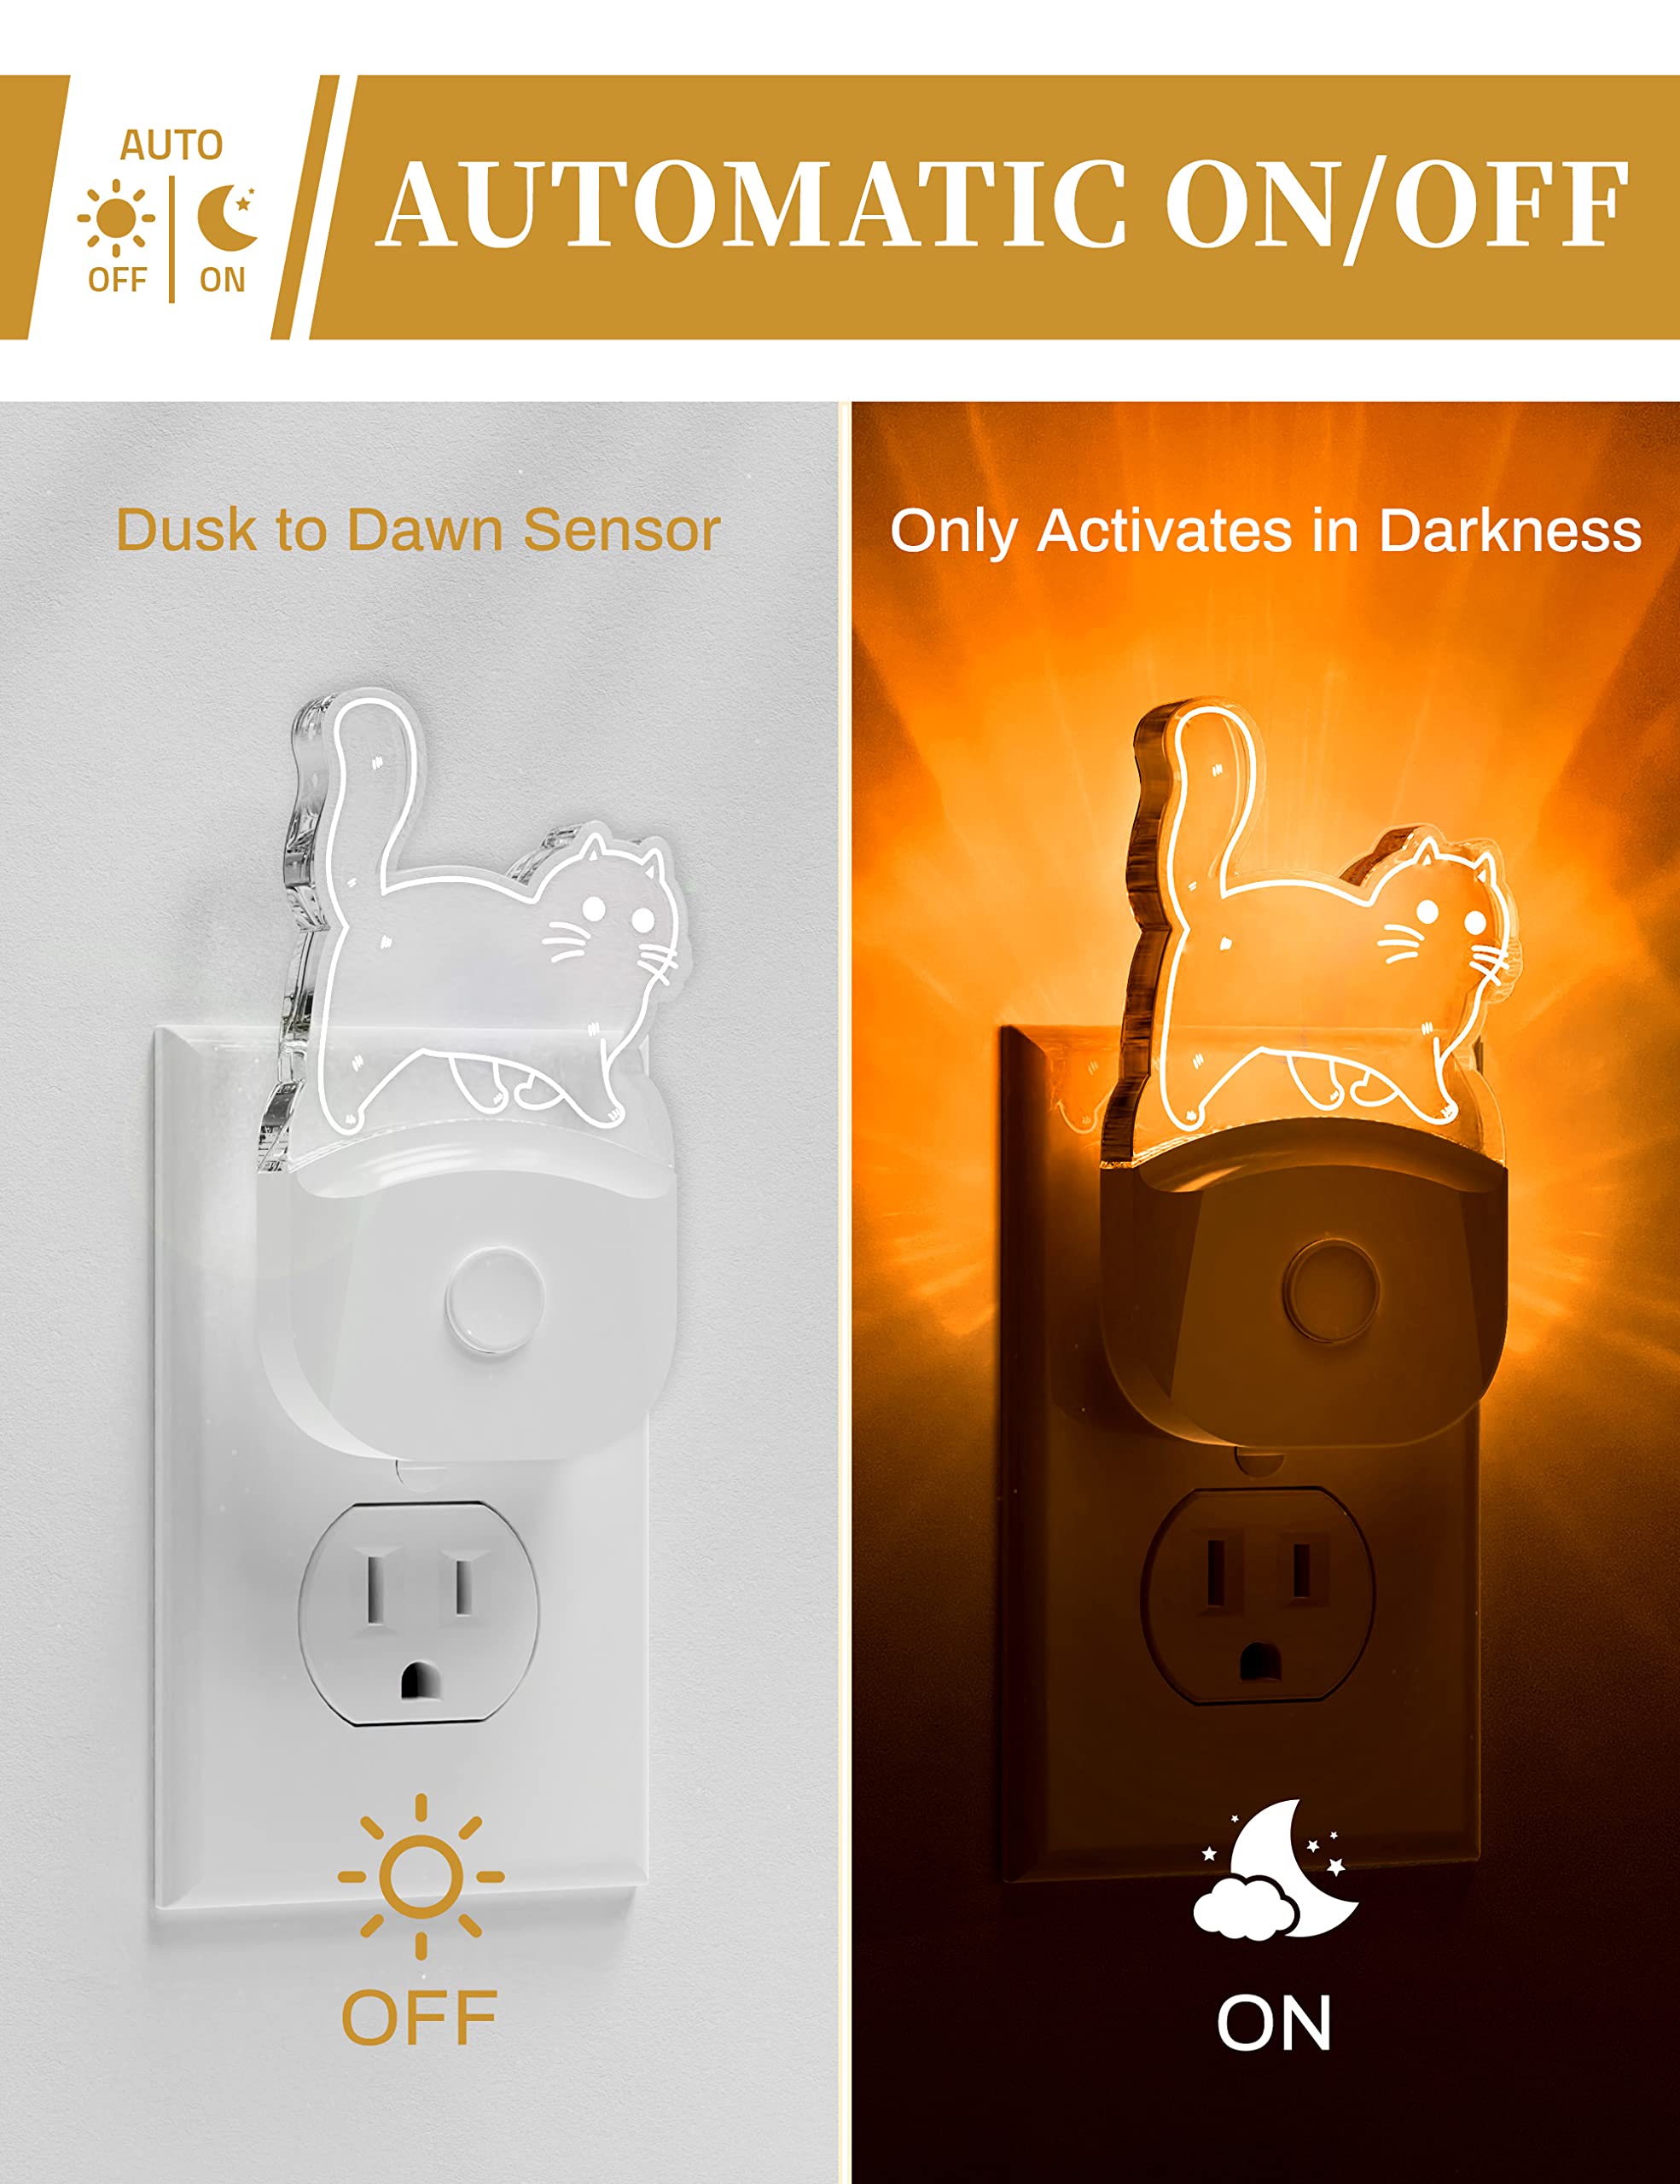 AUTO
OFF
ON
AUTOMATIC ON/OFF
Dusk to Dawn Sensor
Only Activates in Darkness
OFF
ON